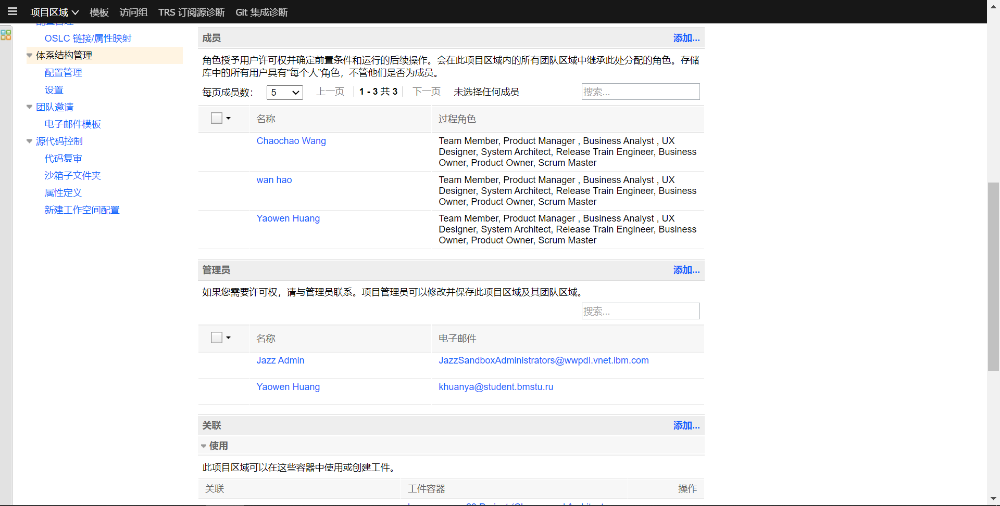 项目区域 模板 访问组 TRS 订阅源诊断 Git 集成诊断
配置管理
OSLC 链接/属性映射
体系结构管理
配置管理
设置
团队邀请
电子邮件模板
源代码控制
代码复审
沙箱子文件夹
属性定义
新建工作空间配置
成员 添加...
角色授予用户许可权并确定前置条件和运行的后续操作。会在此项目区域内的所有团队区域中继承此处分配的角色。存储
库中的所有用户具有“每个人”角色，不管他们是否为成员。
每页成员数： 5 上一页 1 - 3 共 3 下一页 未选择任何成员 搜索...
名称 过程角色
Chaochao Wang Team Member, Product Manager , Business Analyst , UX
Designer, System Architect, Release Train Engineer, Business
Owner, Product Owner, Scrum Master
wan hao Team Member, Product Manager , Business Analyst , UX
Designer, System Architect, Release Train Engineer, Business
Owner, Product Owner, Scrum Master
Yaowen Huang Team Member, Product Manager , Business Analyst , UX
Designer, System Architect, Release Train Engineer, Business
Owner, Product Owner, Scrum Master
管理员 添加...
如果您需要许可权，请与管理员联系。项目管理员可以修改并保存此项目区域及其团队区域。
搜索...
名称 电子邮件
Jazz Admin JazzSandboxAdministrators@wwpdl.vnet.ibm.com
Yaowen Huang khuanya@student.bmstu.ru
关联 添加...
使用
此项目区域可以在这些容器中使用或创建工件。
关联 工件容器 操作